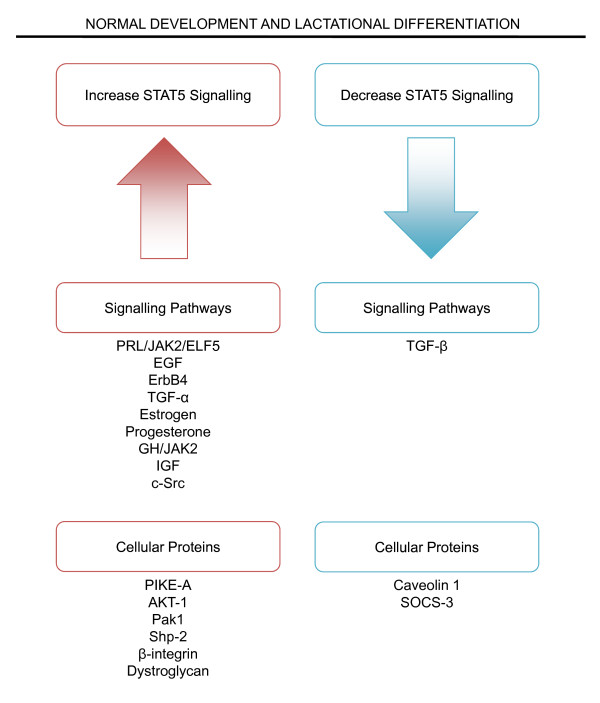 NORMAL DEVELOPMENT AND LACTATIONAL DIFFERENTIATION
Increase STAT5 Signalling
Decrease STAT5 Signalling
Signalling Pathways
PRL/JAK2/ELF5
EGF
ErbB4
TGF-α
Estrogen
Progesterone
GH/JAK2
IGF
c-Src
Signalling Pathways
TGF-β
Cellular Proteins
PIKE-A
AKT-1
Pak1
Shp-2
β-integrin
Dystroglycan
Cellular Proteins
Caveolin 1
SOCS-3